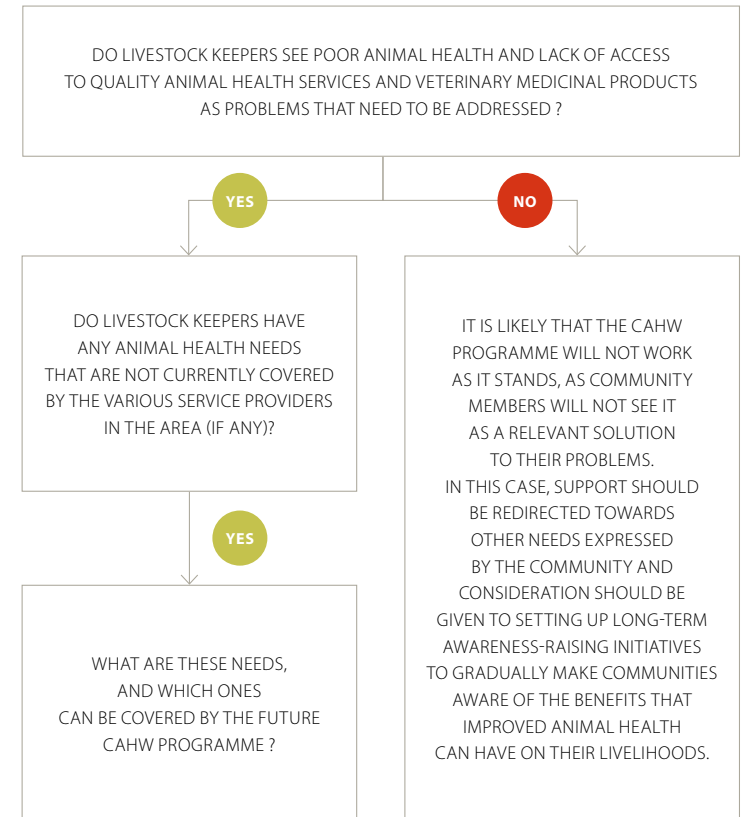 DO LIVESTOCK KEEPERS SEE POOR ANIMAL HEALTH AND LACK OF ACCESS
TO QUALITY ANIMAL HEALTH SERVICES AND VETERINARY MEDICINAL PRODUCTS
AS PROBLEMS THAT NEED TO BE ADDRESSED ?
YES
NO
DO LIVESTOCK KEEPERS HAVE
ANY ANIMAL HEALTH NEEDS
THAT ARE NOT CURRENTLY COVERED
BY THE VARIOUS SERVICE PROVIDERS
IN THE AREA (IF ANY)?
YES
WHAT ARE THESE NEEDS,
AND WHICH ONES
CAN BE COVERED BY THE FUTURE
CAHW PROGRAMME ?
IT IS LIKELY THAT THE CAHW
PROGRAMME WILL NOT WORK
AS IT STANDS, AS COMMUNITY
MEMBERS WILL NOT SEE IT
AS A RELEVANT SOLUTION
TO THEIR PROBLEMS.
IN THIS CASE, SUPPORT SHOULD
BE REDIRECTED TOWARDS
OTHER NEEDS EXPRESSED
BY THE COMMUNITY AND
CONSIDERATION SHOULD BE
GIVEN TO SETTING UP LONG-TERM
AWARENESS-RAISING INITIATIVES
TO GRADUALLY MAKE COMMUNITIES
AWARE OF THE BENEFITS THAT
IMPROVED ANIMAL HEALTH
CAN HAVE ON THEIR LIVELIHOODS.